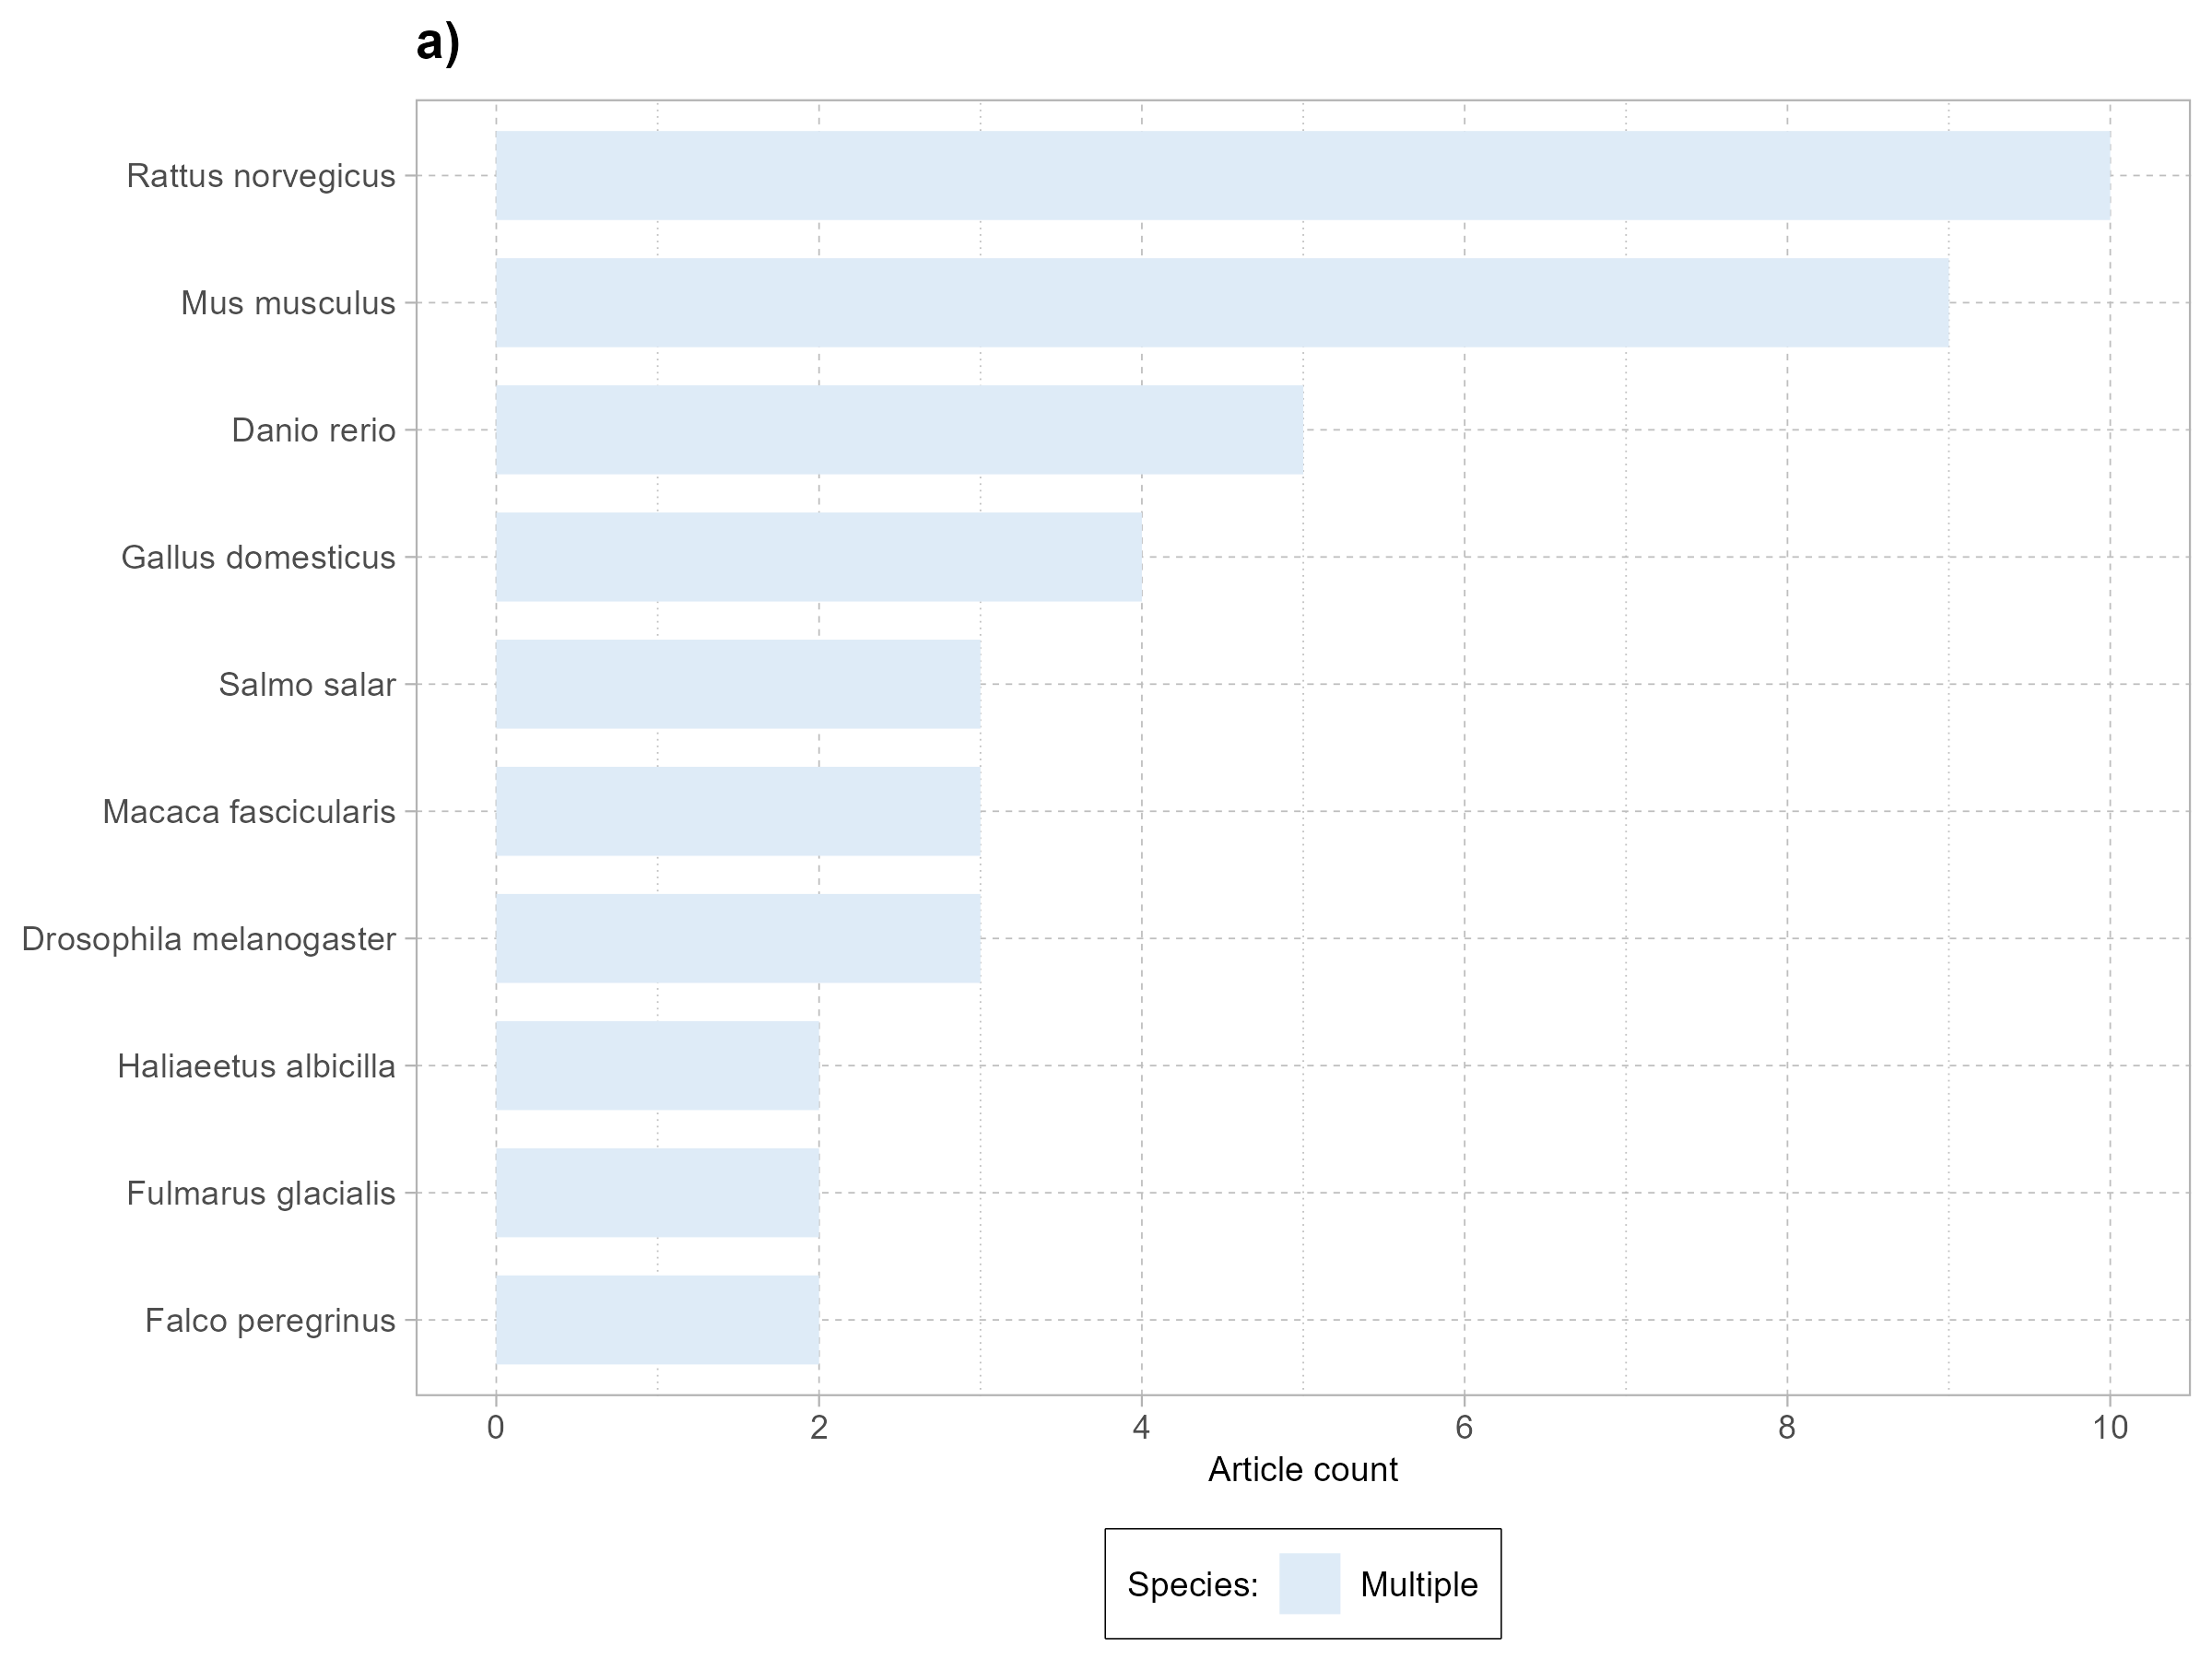 a)
Rattus norvegicus
Mus musculus
Danio rerio
Gallus domesticus
Salmo salar
Macaca fascicularis
Drosophila melanogaster
Haliaeetus albicilla
Fulmarus glacialis
Falco peregrinus
0 2 4 6 8 10
Article count
Species: Multiple